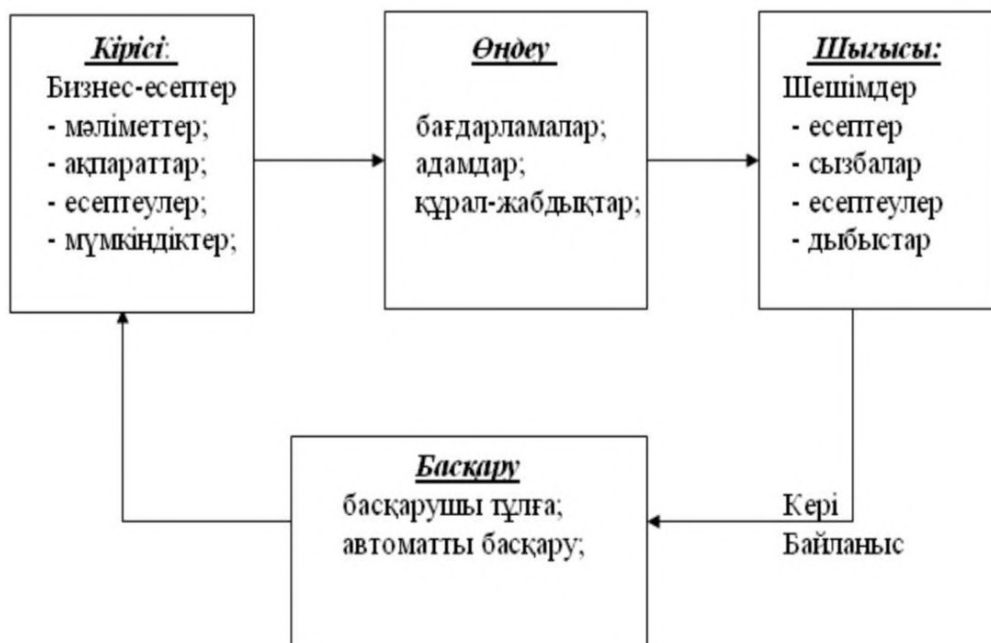 Кірісі:
Бизнес-есептер
- мәліметтер;
- ақпараттар;
- есептеулер;
- мүмкіндіктер;
Өңдеу
бағдарламалар;
адамдар;
құрал-жабдықтар;
Шығысы:
Шешімдер
- есептер
- сызбалар
- есептеулер
- дыбыстар
Басқару
басқарушы тұлға;
автоматты басқару;
Кері
Байланыс